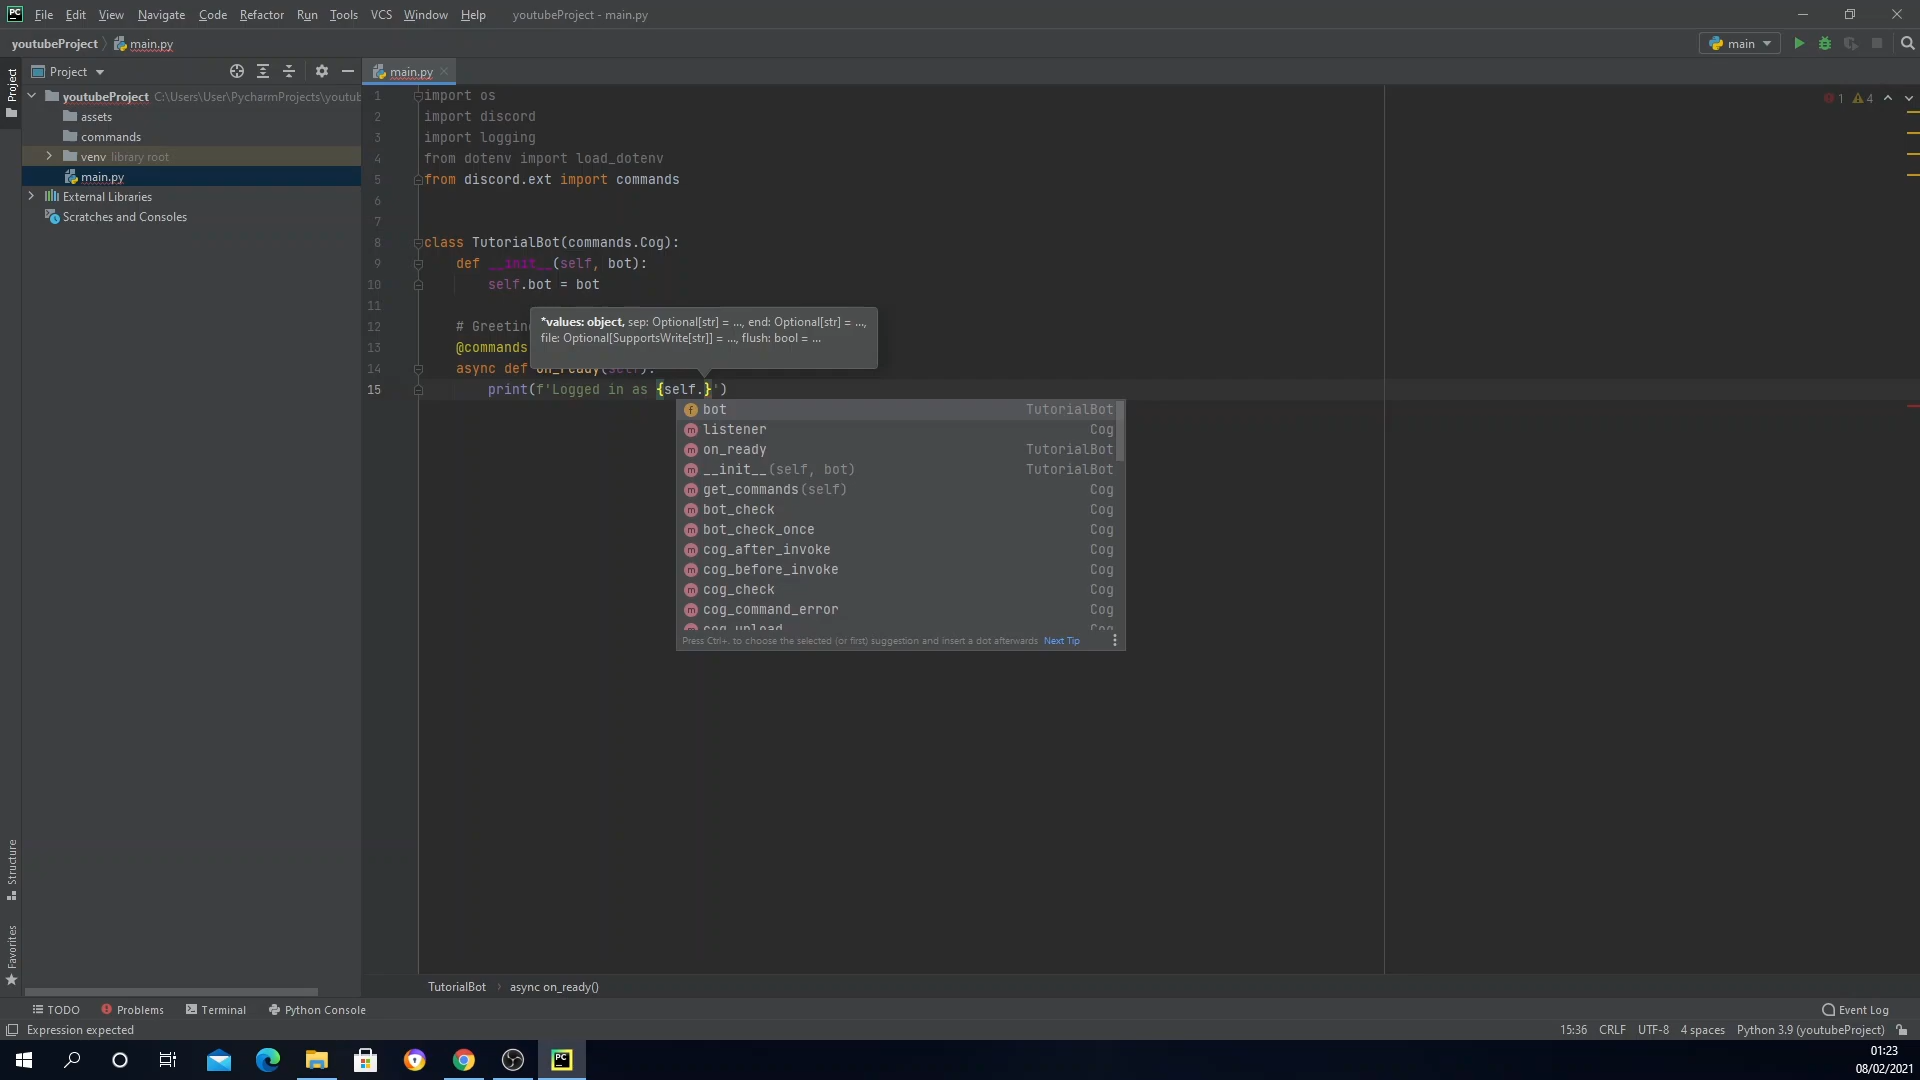 File Edit View Navigate Code Refactor Run Tools VCS Window Help youtubeProject - main.py
youtubeProject main.py
main
Project
main.py
youtubeProject C:\Users\User\PycharmProjects\youtub
assets
commands
venv library root
main.py
External Libraries
Scratches and Consoles
Project
Structure
Favorites
1 import os
2 import discord
3 import logging
4 from dotenv import load_dotenv
5 from discord.ext import commands
6
7
8 class TutorialBot(commands.Cog):
9 def __init__(self, bot):
10 self.bot = bot
11
12 # Greetin
13 @commands
14 async def on_ready(self):
15 print(f'Logged in as {self.}')
1 4
*values: object, sep: Optional[str] = ..., end: Optional[str] = ...,
file: Optional[SupportsWrite[str]] = ..., flush: bool = ...
bot TutorialBot
listener Cog
on_ready TutorialBot
__init__(self, bot) TutorialBot
get_commands(self) Cog
bot_check Cog
bot_check_once Cog
cog_after_invoke Cog
cog_before_invoke Cog
cog_check Cog
cog_command_error Cog
cog_unload Cog
Press Ctrl+. to choose the selected (or first) suggestion and insert a dot afterwards Next Tip
TutorialBot async on_ready()
TODO Problems Terminal Python Console Event Log
Expression expected 15:36 CRLF UTF-8 4 spaces Python 3.9 (youtubeProject)
01:23
08/02/2021